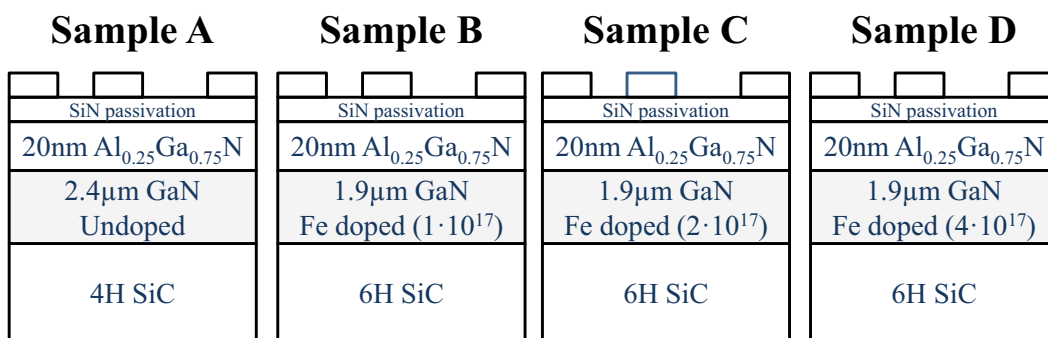 Sample A
SiN passivation
20nm Al₀.₂₅Ga₀.₇₅N
2.4µm GaN
Undoped
4H SiC
Sample B
SiN passivation
20nm Al₀.₂₅Ga₀.₇₅N
1.9µm GaN
Fe doped (1·10¹⁷)
6H SiC
Sample C
SiN passivation
20nm Al₀.₂₅Ga₀.₇₅N
1.9µm GaN
Fe doped (2·10¹⁷)
6H SiC
Sample D
SiN passivation
20nm Al₀.₂₅Ga₀.₇₅N
1.9µm GaN
Fe doped (4·10¹⁷)
6H SiC